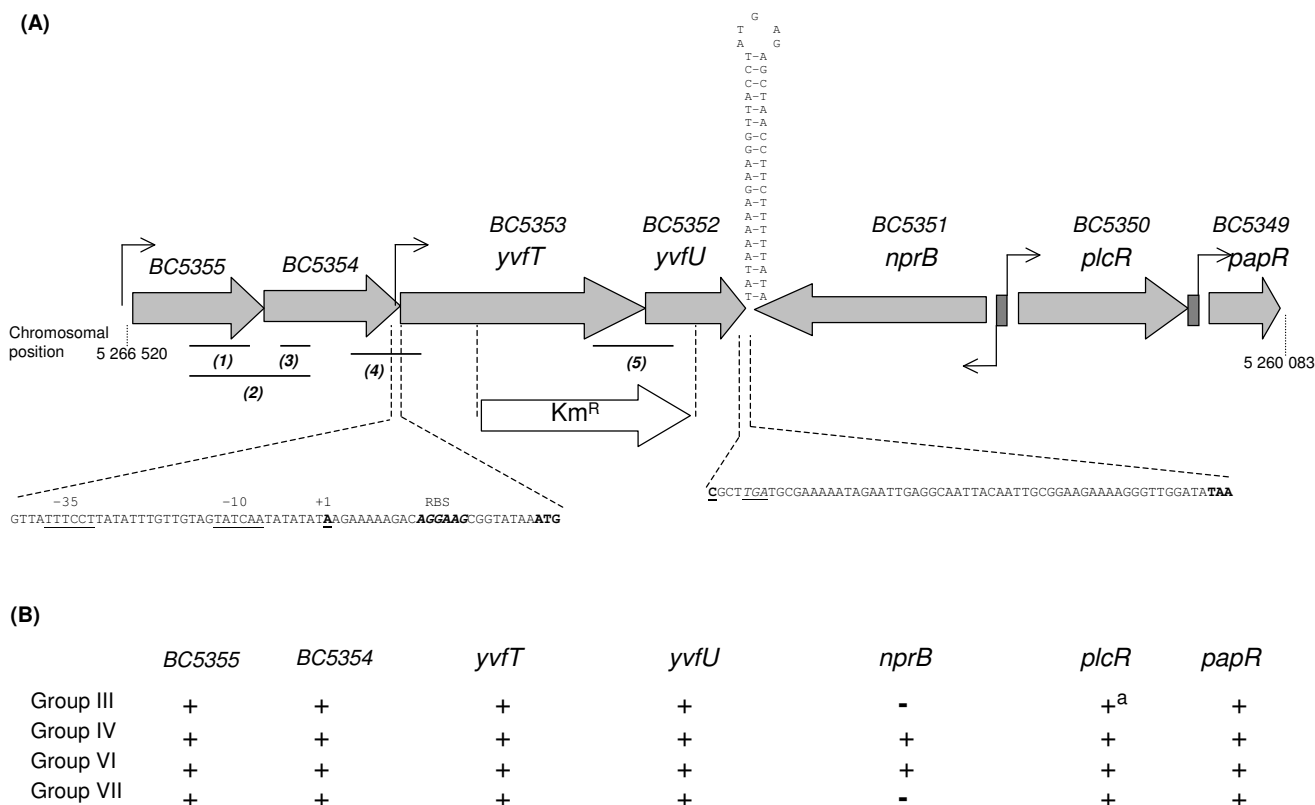 (A)
G
T A
A G
T–A
BC5355
BC5354
BC5353
yvfT
BC5352
yvfU
BC5351
nprB
BC5350
plcR
BC5349
papR
Chromosomal
position
5 266 520
5 260 083
(1)
(3)
(2)
(4)
(5)
KmR
−35 −10 +1 RBS
GTTATTTCCTTATATTTGTTGTAGTATCAATATATATAAGAAAAAGACAGGAAGCGGTATAAATG
CGCTTGATGCGAAAAATAGAATTGAGGCAATTACAATTGCGGAAGAAAAGGGTTGGATATAA
(B)
BC5355 BC5354 yvfT yvfU nprB plcR papR
Group III + + + + - +a +
Group IV + + + + + + +
Group VI + + + + + + +
Group VII + + + + - + +